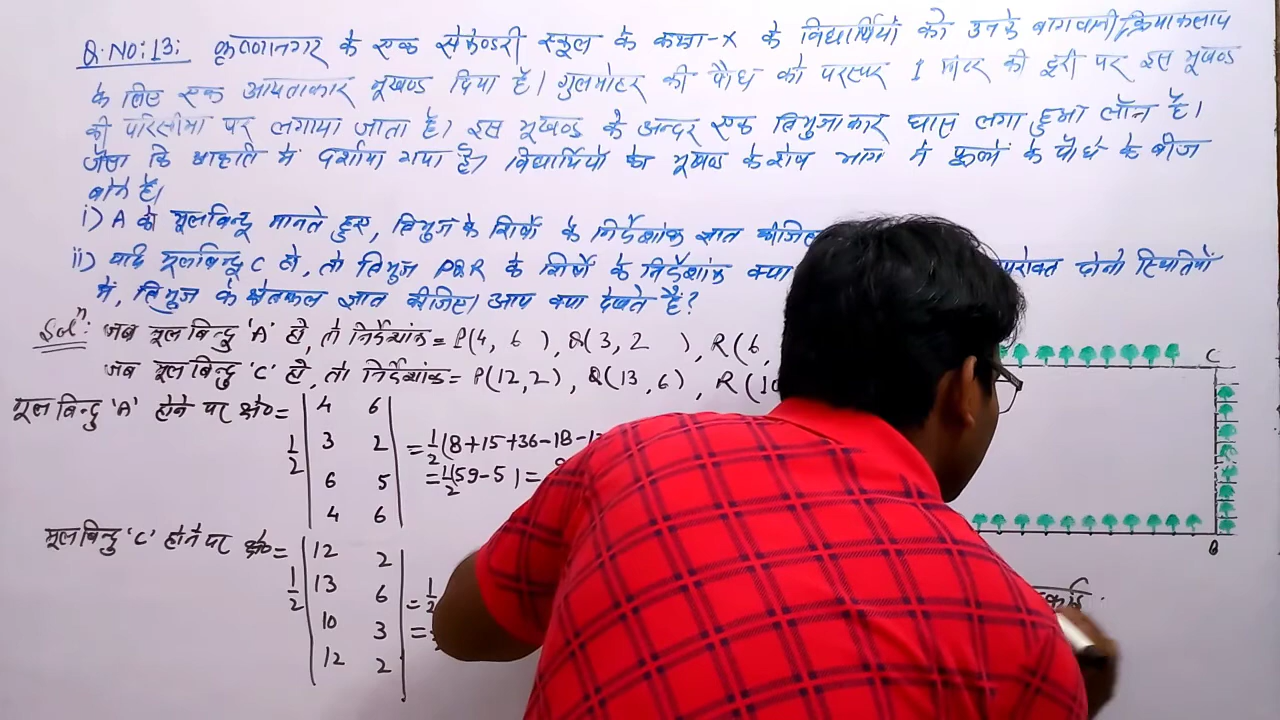 Q.NO:13: कृष्णानगर के एक सेकेण्डरी स्कूल के कक्षा-X के विद्यार्थियों को उनके बागवानी क्रियाकलाप
के लिए एक आयताकार भूखण्ड दिया है। गुलमोहर की पौधे को परस्पर 1 मीटर की दूरी पर इस भूखण्ड
की परिसीमा पर लगाया जाता है। इस भूखण्ड के अन्दर एक त्रिभुजाकार घास लगा हुआ लॉन है।
जैसा कि आकृति में दर्शाया गया है। विद्यार्थियों को भूखण्ड के शेष भाग में फूलों के पौधे के बीज
बोने हैं।
i) A को मूलबिन्दु मानते हुए, त्रिभुज के शिर्षों के निर्देशांक ज्ञात कीजिए
ii) यदि मूलबिन्दु C हो, तो त्रिभुज PQR के शिर्षों के निर्देशांक क्या दोनों स्थितियों
में, त्रिभुज के क्षेत्रफल ज्ञात कीजिए। आप क्या देखते हैं?
Solⁿ: जब मूलबिन्दु 'A' हो, तो निर्देशांक = P(4, 6 ), Q(3, 2 ), R(6,
जब मूलबिन्दु 'C' हो, तो निर्देशांक = P(12,2), Q(13, 6), R(10
C
मूलबिन्दु 'A' होने पर क्षे० = 1/2 | 4 6
3 2 = 1/2 (8+15+36-18-1
6 5 = 1/2 (59-5) =
4 6
B
मूलबिन्दु 'C' होने पर क्षे० = 1/2 | 12 2
13 6 = 1/2
10 3 =
12 2